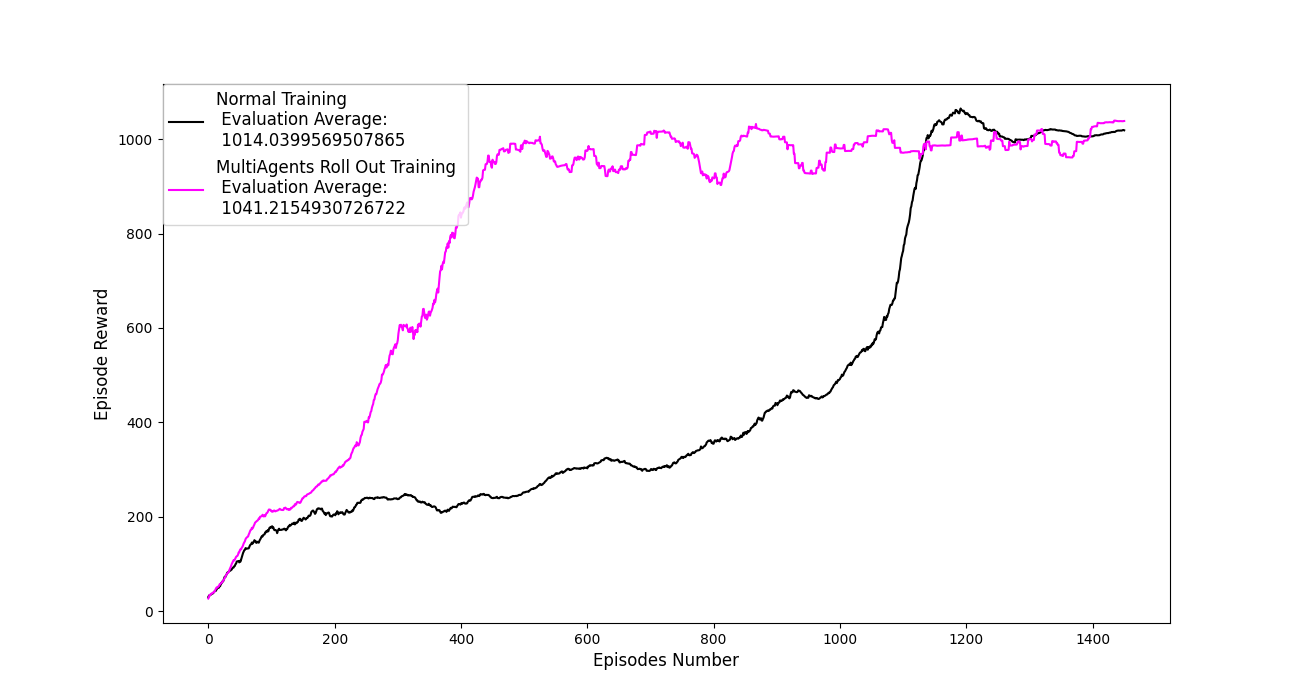 Normal Training
Evaluation Average:
1014.0399569507865
MultiAgents Roll Out Training
Evaluation Average:
1041.2154930726722
1000
800
600
400
200
0
Episode Reward
0 200 400 600 800 1000 1200 1400
Episodes Number